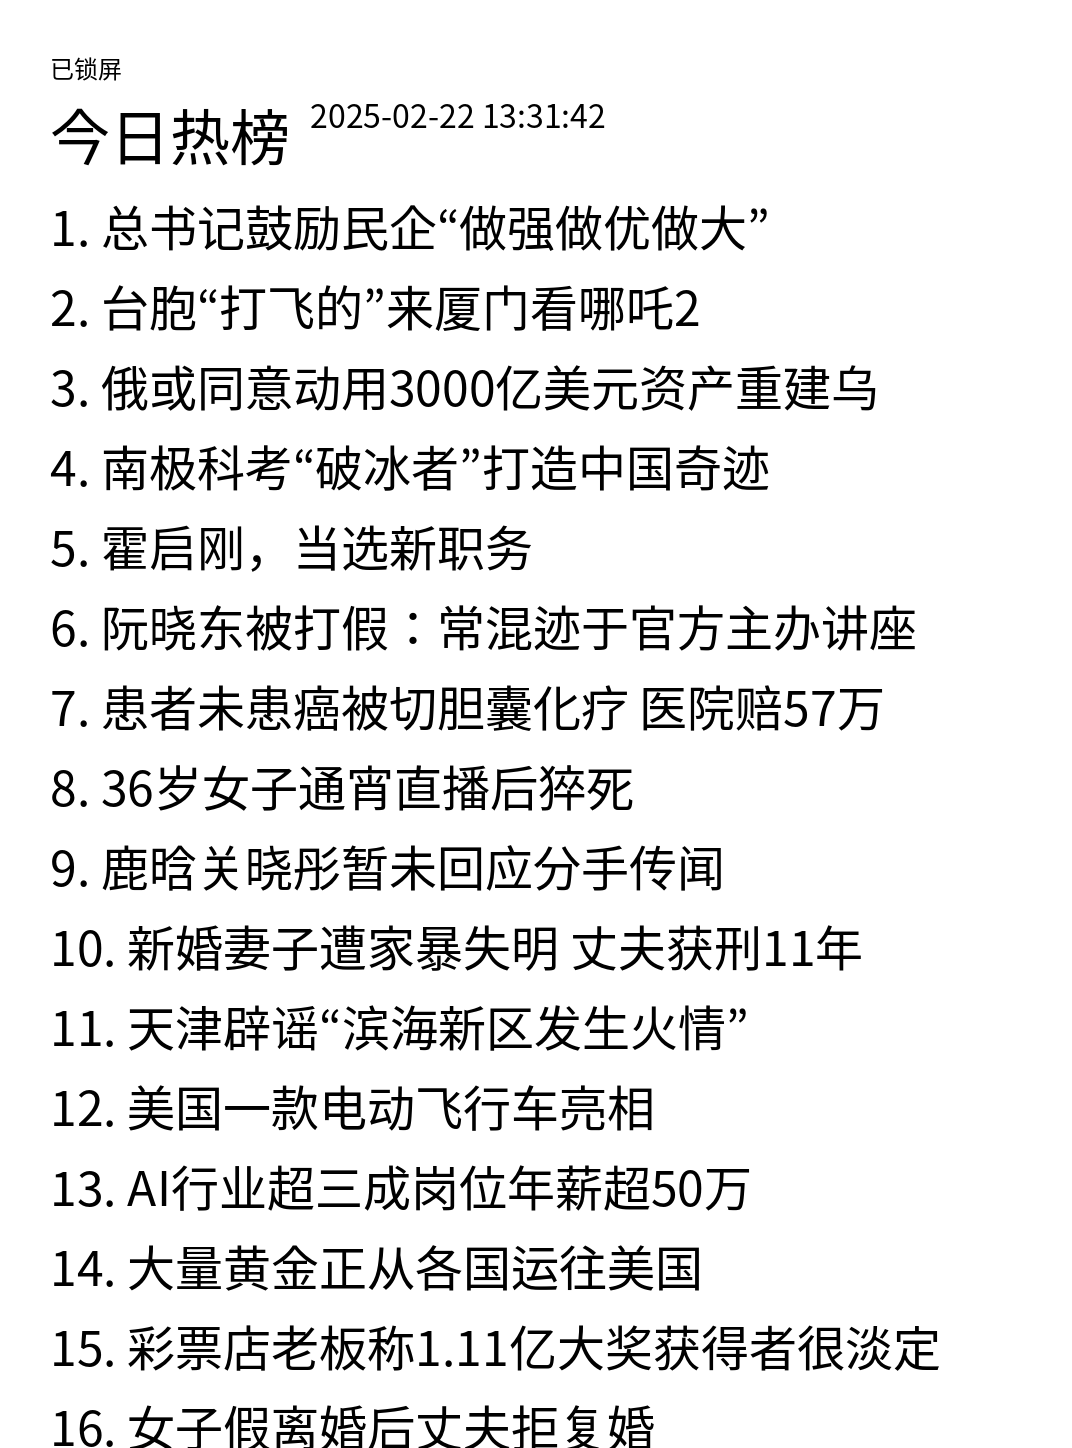 已锁屏
今日热榜 2025-02-22 13:31:42
1. 总书记鼓励民企“做强做优做大”
2. 台胞“打飞的”来厦门看哪吒2
3. 俄或同意动用3000亿美元资产重建乌
4. 南极科考“破冰者”打造中国奇迹
5. 霍启刚，当选新职务
6. 阮晓东被打假：常混迹于官方主办讲座
7. 患者未患癌被切胆囊化疗 医院赔57万
8. 36岁女子通宵直播后猝死
9. 鹿晗关晓彤暂未回应分手传闻
10. 新婚妻子遭家暴失明 丈夫获刑11年
11. 天津辟谣“滨海新区发生火情”
12. 美国一款电动飞行车亮相
13. AI行业超三成岗位年薪超50万
14. 大量黄金正从各国运往美国
15. 彩票店老板称1.11亿大奖获得者很淡定
16. 女子假离婚后丈夫拒复婚